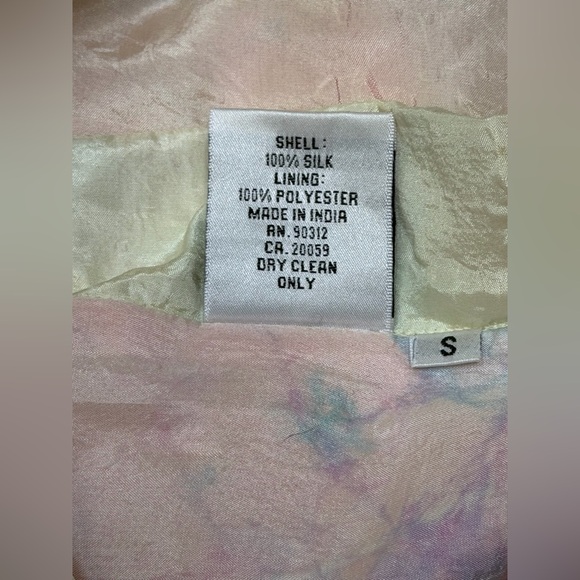 SHELL:
100% SILK
LINING:
100% POLYESTER
MADE IN INDIA
RN. 90312
CA. 20059
DRY CLEAN
ONLY
S